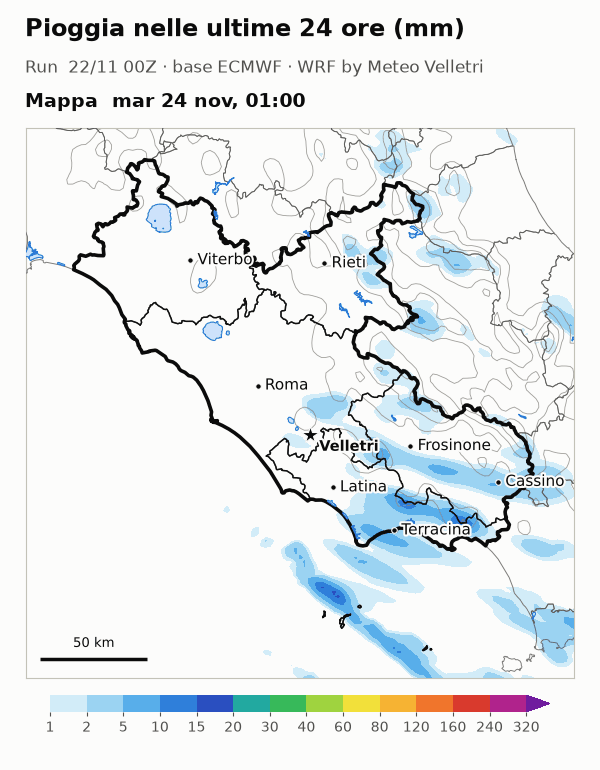 Pioggia nelle ultime 24 ore (mm)
Run 22/11 00Z · base ECMWF · WRF by Meteo Velletri
Mappa mar 24 nov, 01:00
Viterbo
Rieti
Roma
Velletri
Frosinone
Latina
Cassino
Terracina
50 km
1 2 5 10 15 20 30 40 60 80 120 160 240 320